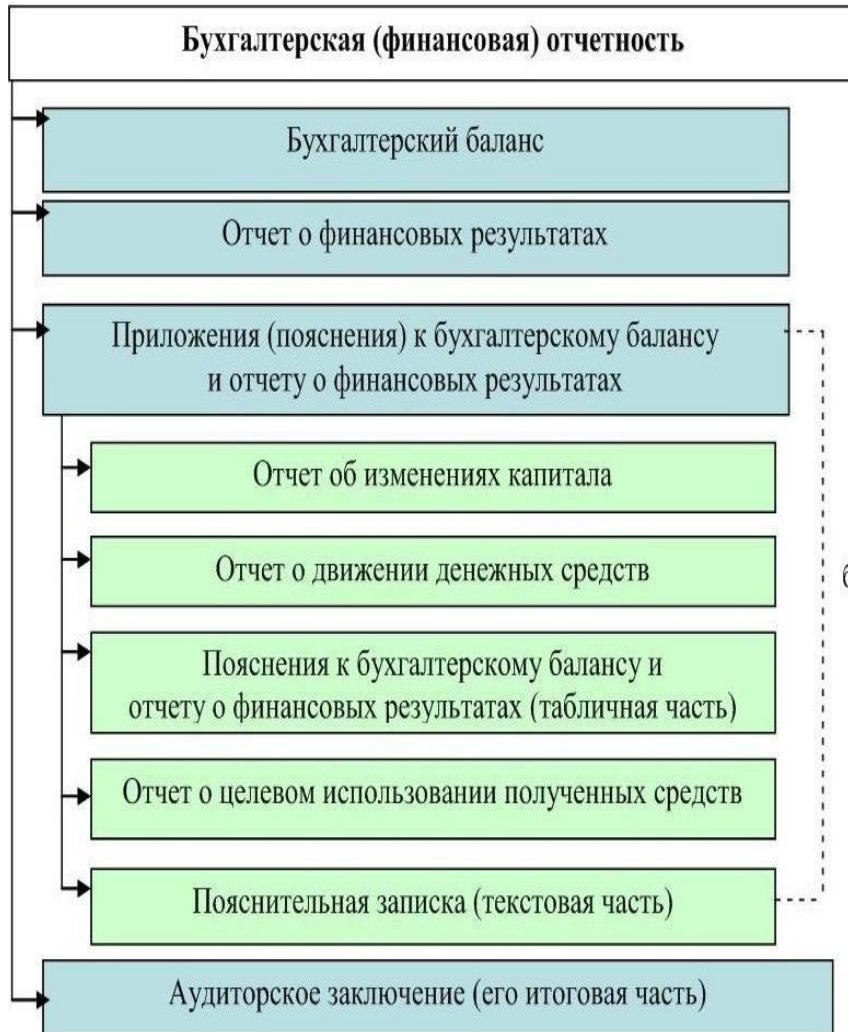 Бухгалтерская (финансовая) отчетность
Бухгалтерский баланс
Отчет о финансовых результатах
Приложения (пояснения) к бухгалтерскому балансу
и отчету о финансовых результатах
Отчет об изменениях капитала
Отчет о движении денежных средств
Пояснения к бухгалтерскому балансу и
отчету о финансовых результатах (табличная часть)
Отчет о целевом использовании полученных средств
Пояснительная записка (текстовая часть)
Аудиторское заключение (его итоговая часть)